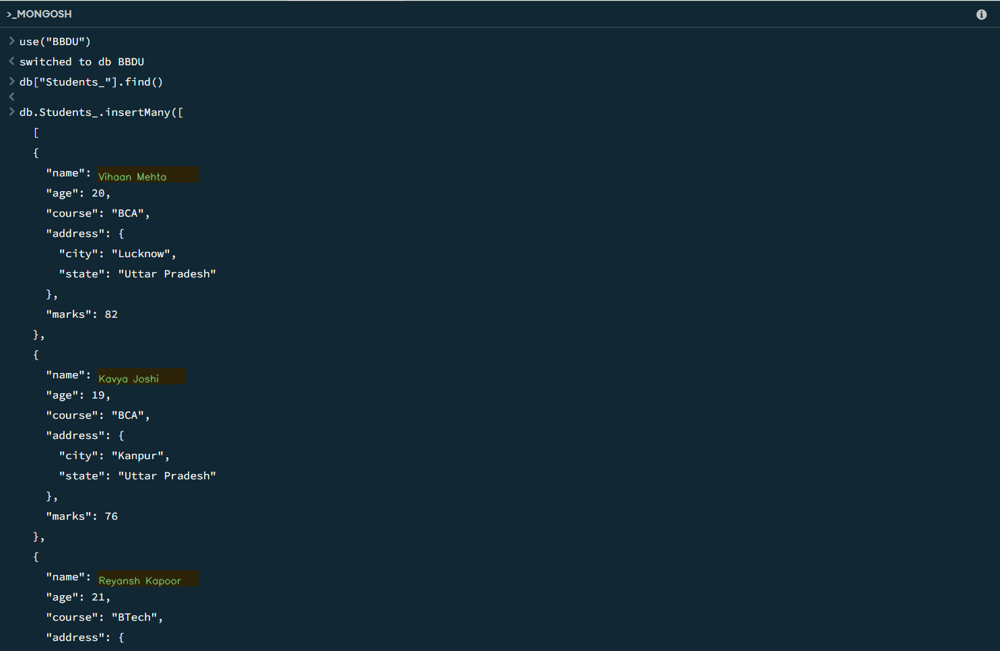 >_MONGOSH
> use("BBDU")
< switched to db BBDU
> db["Students_"].find()
<
> db.Students_.insertMany([
[
{
"name": Vihaan Mehta
"age": 20,
"course": "BCA",
"address": {
"city": "Lucknow",
"state": "Uttar Pradesh"
},
"marks": 82
},
{
"name": Kavya Joshi
"age": 19,
"course": "BCA",
"address": {
"city": "Kanpur",
"state": "Uttar Pradesh"
},
"marks": 76
},
{
"name": Reyansh Kapoor
"age": 21,
"course": "BTech",
"address": {